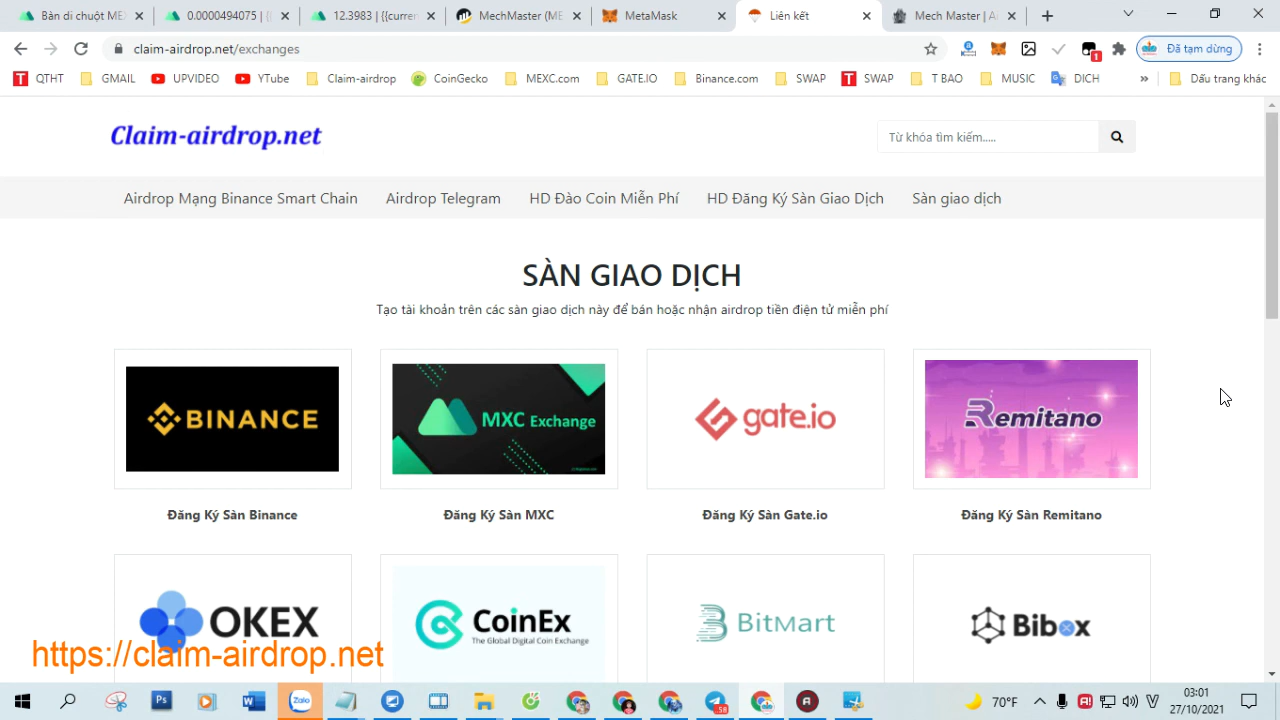 Bản di chuột ME
0.000494075 | {
12.3983 | {{curren
MechMaster (ME
MetaMask
Liên kết
Mech Master | A
claim-airdrop.net/exchanges
1
Đã tạm dừng
QTHT
GMAIL
UPVIDEO
YTube
Claim-airdrop
CoinGecko
MEXC.com
GATE.IO
Binance.com
SWAP
SWAP
T BAO
MUSIC
DICH
»
Dấu trang khác
Claim-airdrop.net
Từ khóa tìm kiếm.....
Airdrop Mạng Binance Smart Chain
Airdrop Telegram
HD Đào Coin Miễn Phí
HD Đăng Ký Sàn Giao Dịch
Sàn giao dịch
SÀN GIAO DỊCH
Tạo tài khoản trên các sàn giao dịch này để bán hoặc nhận airdrop tiền điện tử miễn phí
BINANCE
MXC Exchange
gate.io
Remitano
Đăng Ký Sàn Binance
Đăng Ký Sàn MXC
Đăng Ký Sàn Gate.io
Đăng Ký Sàn Remitano
OKEX
CoinEx
The Global Digital Coin Exchange
BitMart
Bibox
https://claim-airdrop.net
Ps
Zalo
58
70°F
03:01
27/10/2021